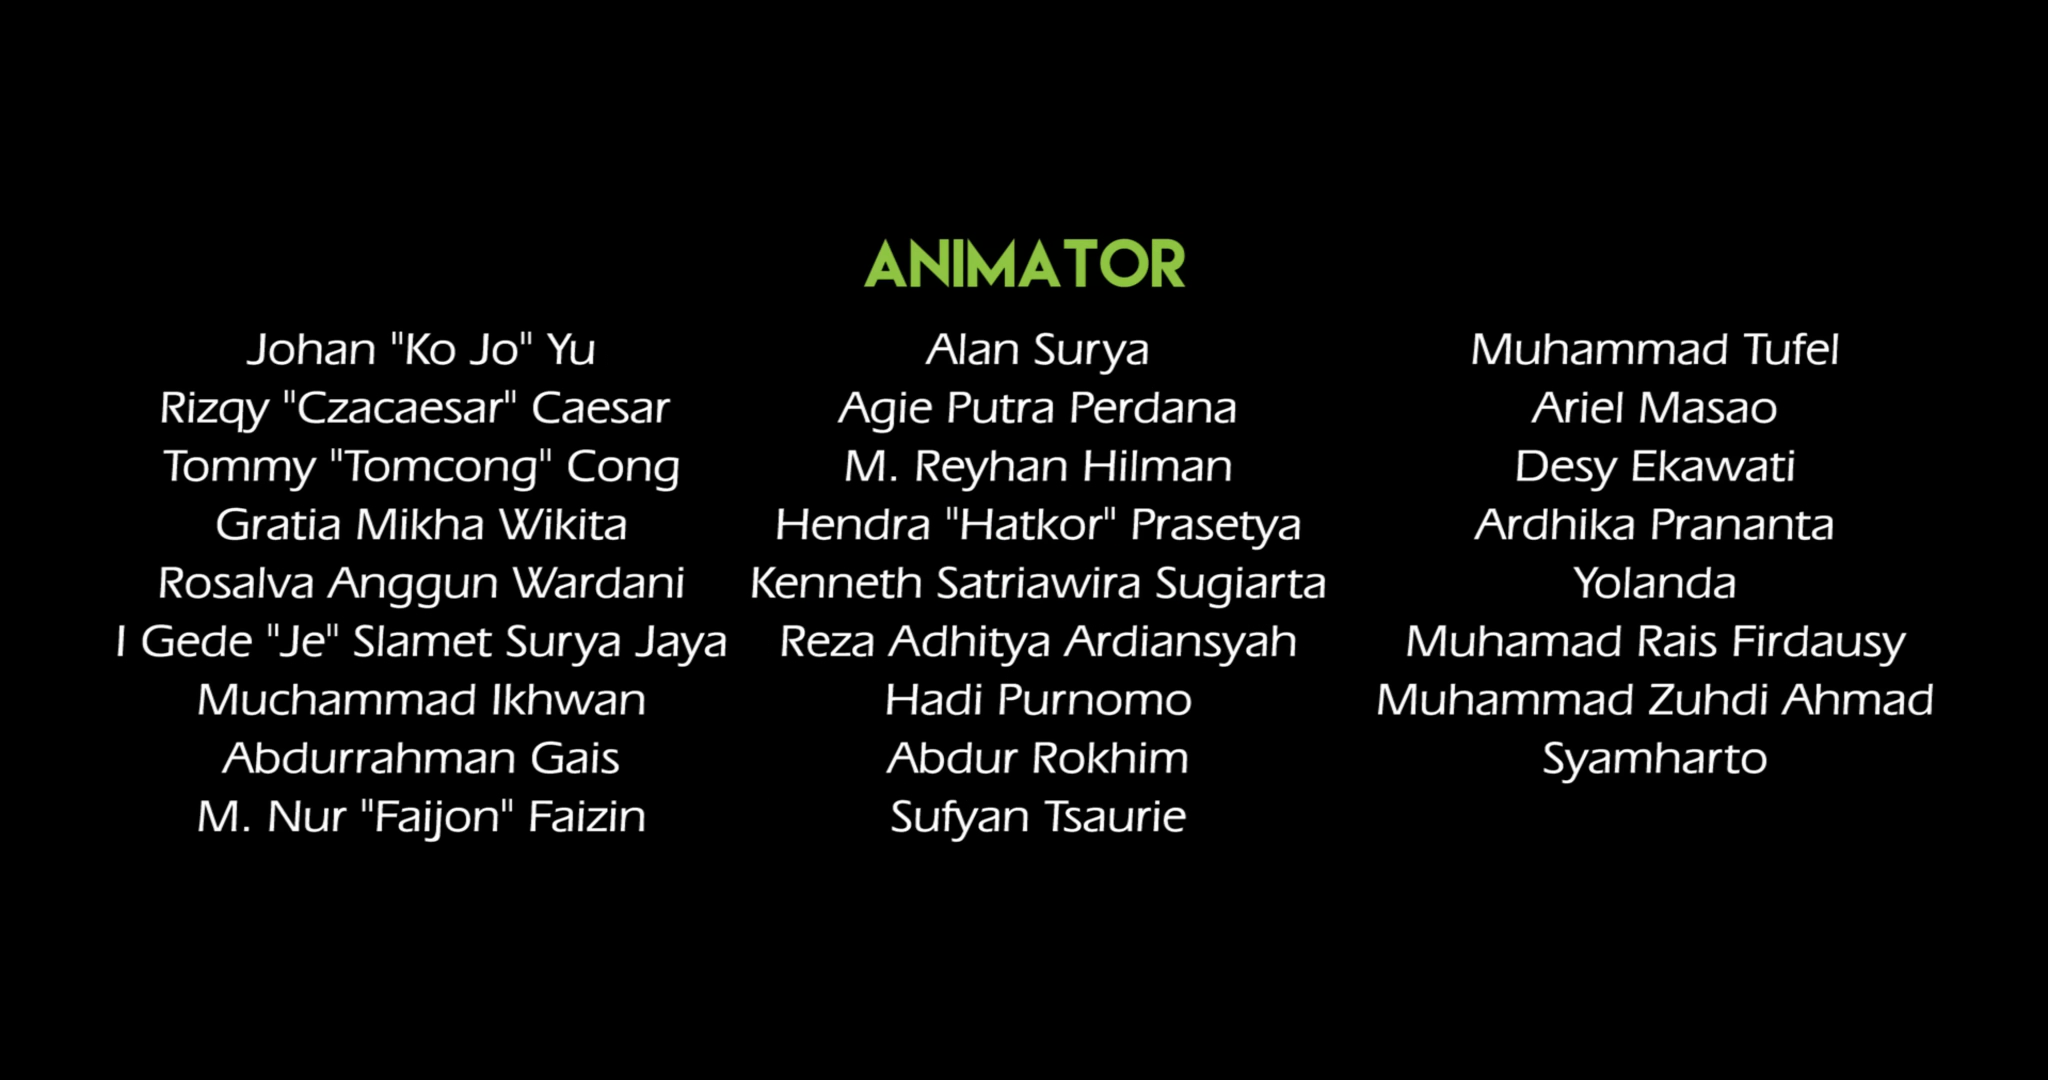 ANIMATOR
Johan "Ko Jo" Yu
Rizqy "Czacaesar" Caesar
Tommy "Tomcong" Cong
Gratia Mikha Wikita
Rosalva Anggun Wardani
I Gede "Je" Slamet Surya Jaya
Muchammad Ikhwan
Abdurrahman Gais
M. Nur "Faijon" Faizin
Alan Surya
Agie Putra Perdana
M. Reyhan Hilman
Hendra "Hatkor" Prasetya
Kenneth Satriawira Sugiarta
Reza Adhitya Ardiansyah
Hadi Purnomo
Abdur Rokhim
Sufyan Tsaurie
Muhammad Tufel
Ariel Masao
Desy Ekawati
Ardhika Prananta
Yolanda
Muhamad Rais Firdausy
Muhammad Zuhdi Ahmad
Syamharto